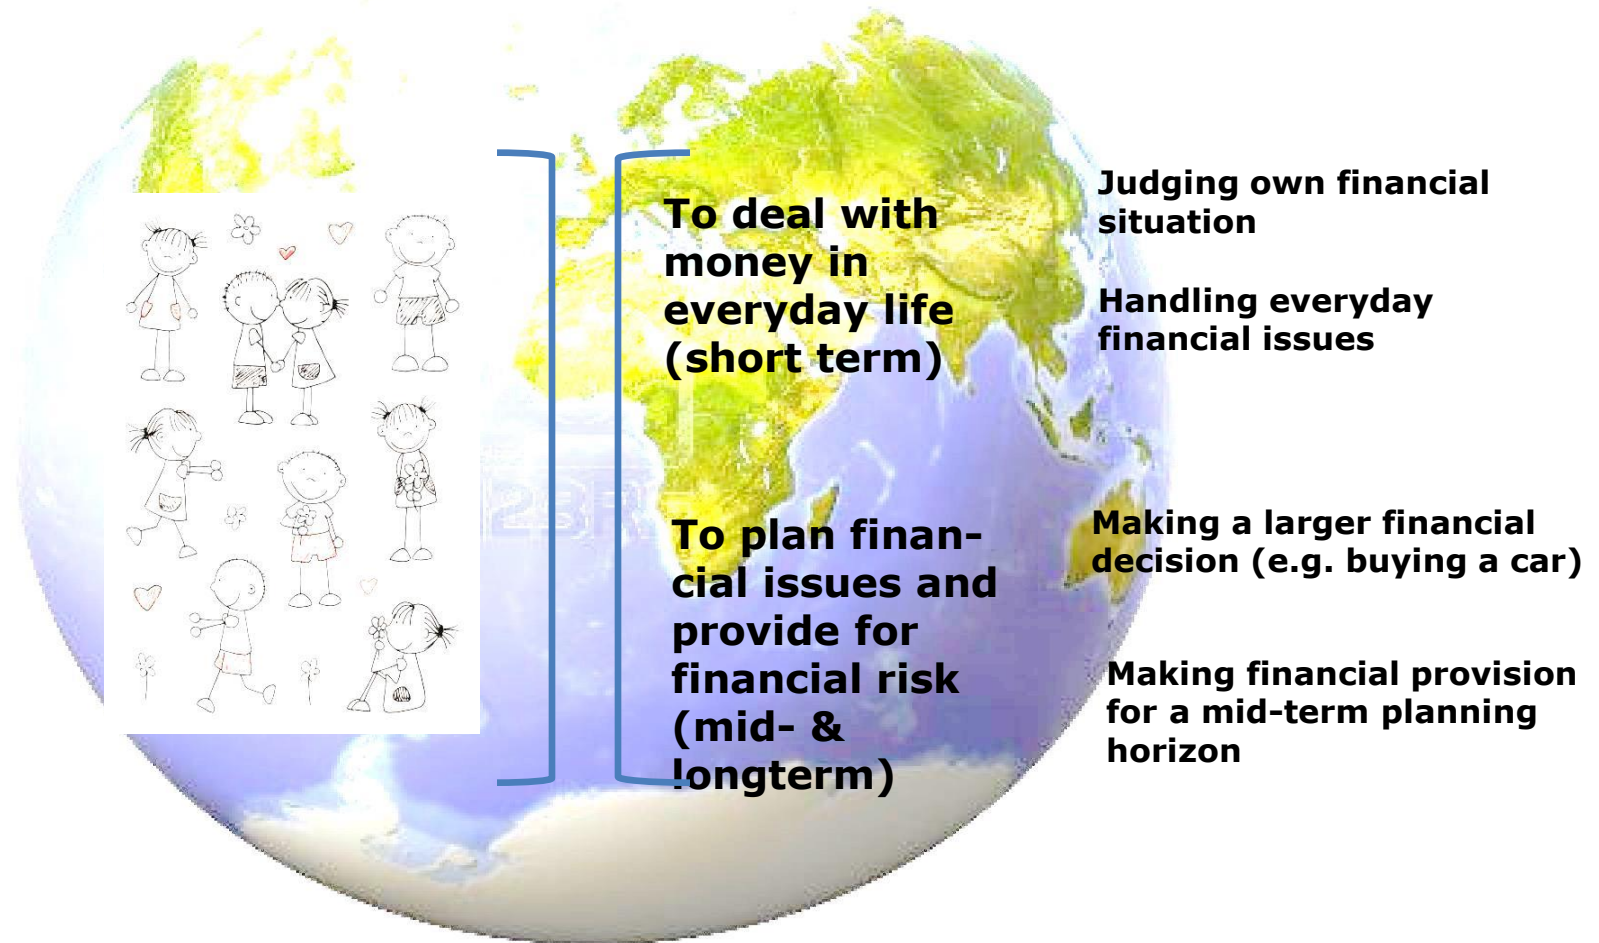 To deal with
money in
everyday life
(short term)
Judging own financial
situation
Handling everyday
financial issues
To plan finan-
cial issues and
provide for
financial risk
(mid- &
longterm)
Making a larger financial
decision (e.g. buying a car)
Making financial provision
for a mid-term planning
horizon